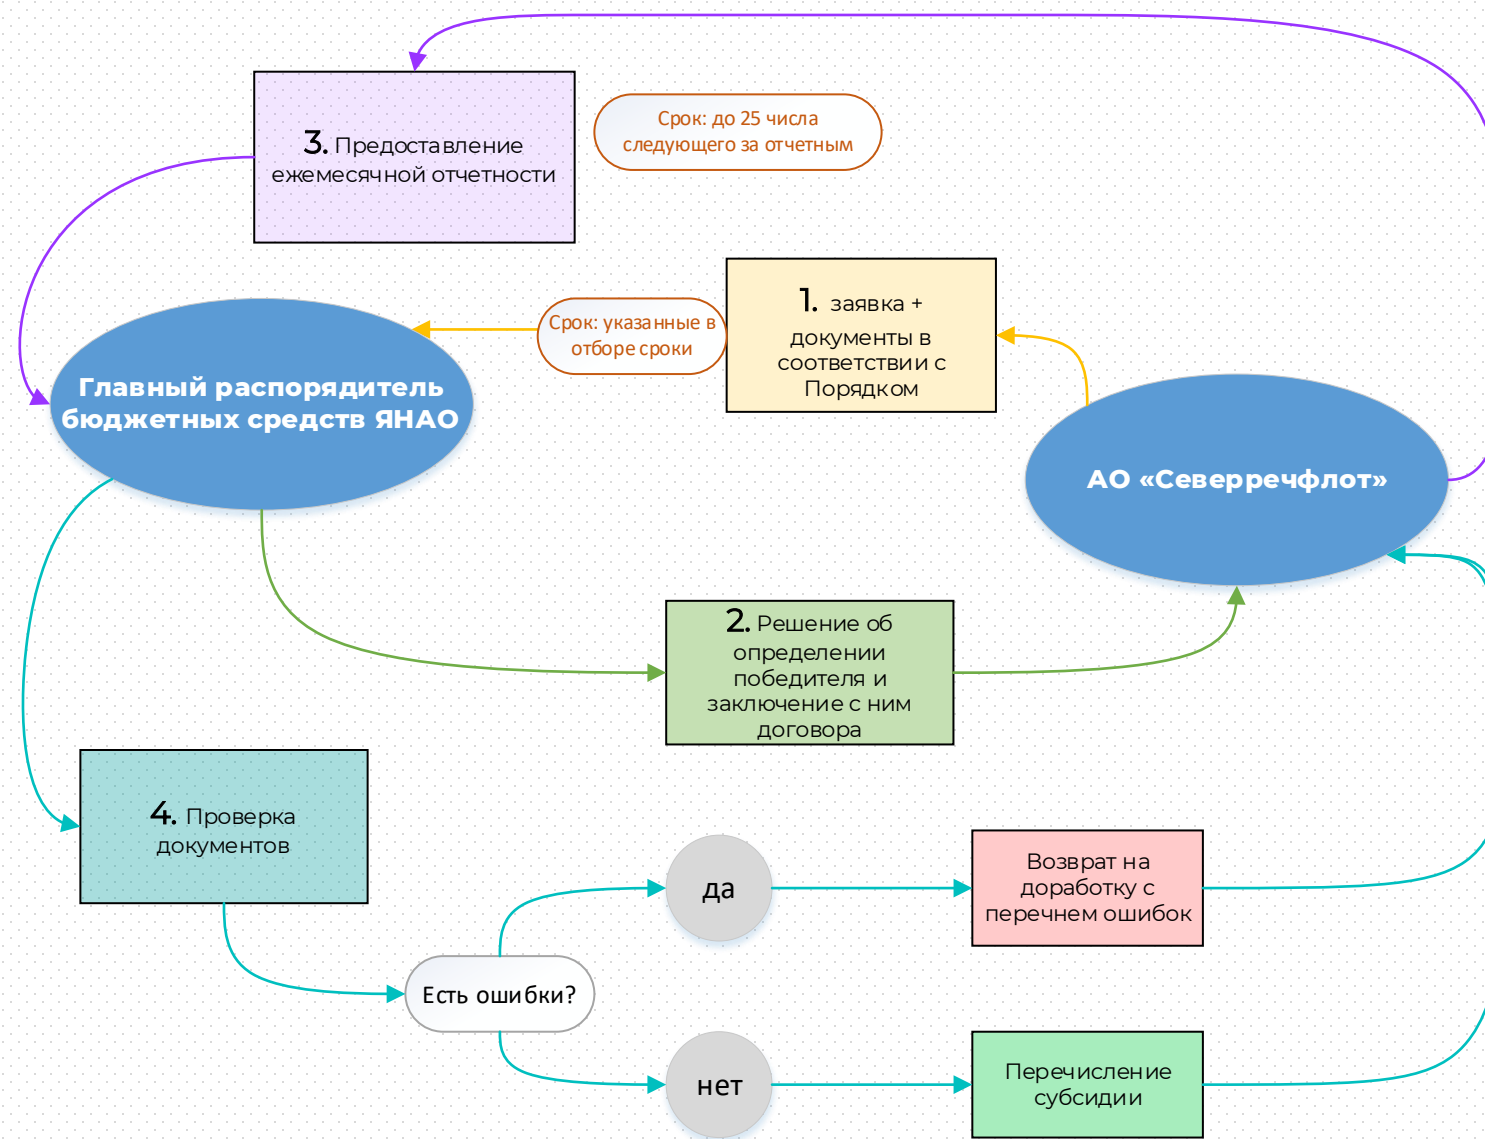 3. Предоставление
ежемесячной отчетности
Срок: до 25 числа
следующего за отчетным
1. заявка +
документы в
соответствии с
Порядком
Срок: указанные в
отборе сроки
Главный распорядитель
бюджетных средств ЯНАО
АО «Северречфлот»
2. Решение об
определении
победителя и
заключение с ним
договора
4. Проверка
документов
да
Возврат на
доработку с
перечнем ошибок
Есть ошибки?
нет
Перечисление
субсидии